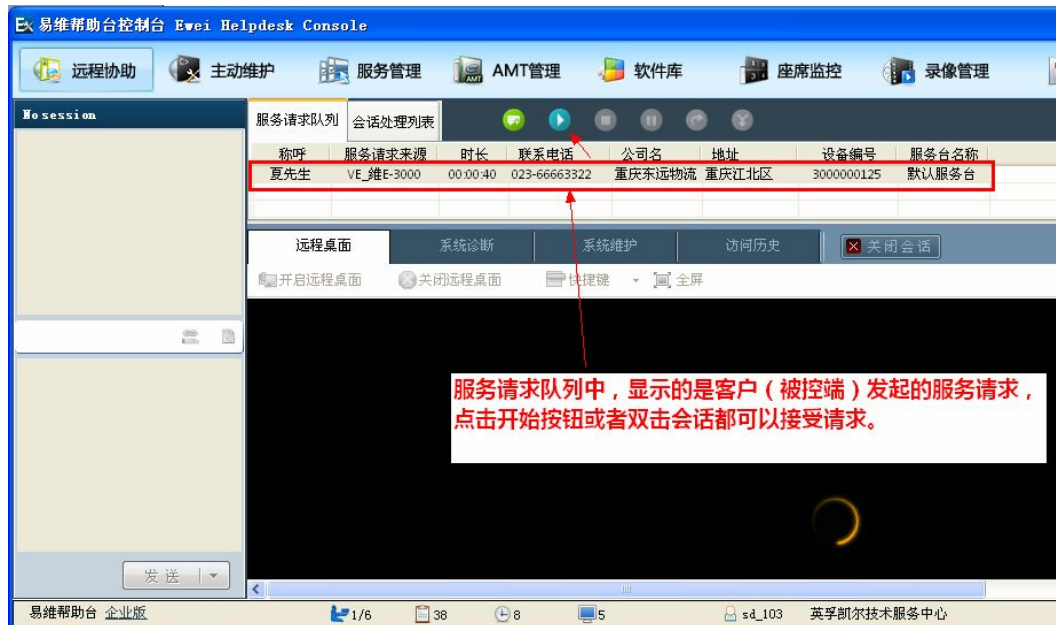 易维帮助台控制台 Ewei Helpdesk Console
远程协助 主动维护 服务管理 AMT管理 软件库 座席监控 录像管理
No session
服务请求队列 会话处理列表
称呼 服务请求来源 时长 联系电话 公司名 地址 设备编号 服务台名称
夏先生 VE_維E-3000 00:00:40 023-66663322 重庆东远物流 重庆江北区 3000000125 默认服务台
远程桌面 系统诊断 系统维护 访问历史 关闭会话
开启远程桌面 关闭远程桌面 快捷键 全屏
服务请求队列中，显示的是客户（被控端）发起的服务请求，
点击开始按钮或者双击会话都可以接受请求。
发送
易维帮助台 企业版 1/6 38 8 5 sd_103 英孚凯尔技术服务中心